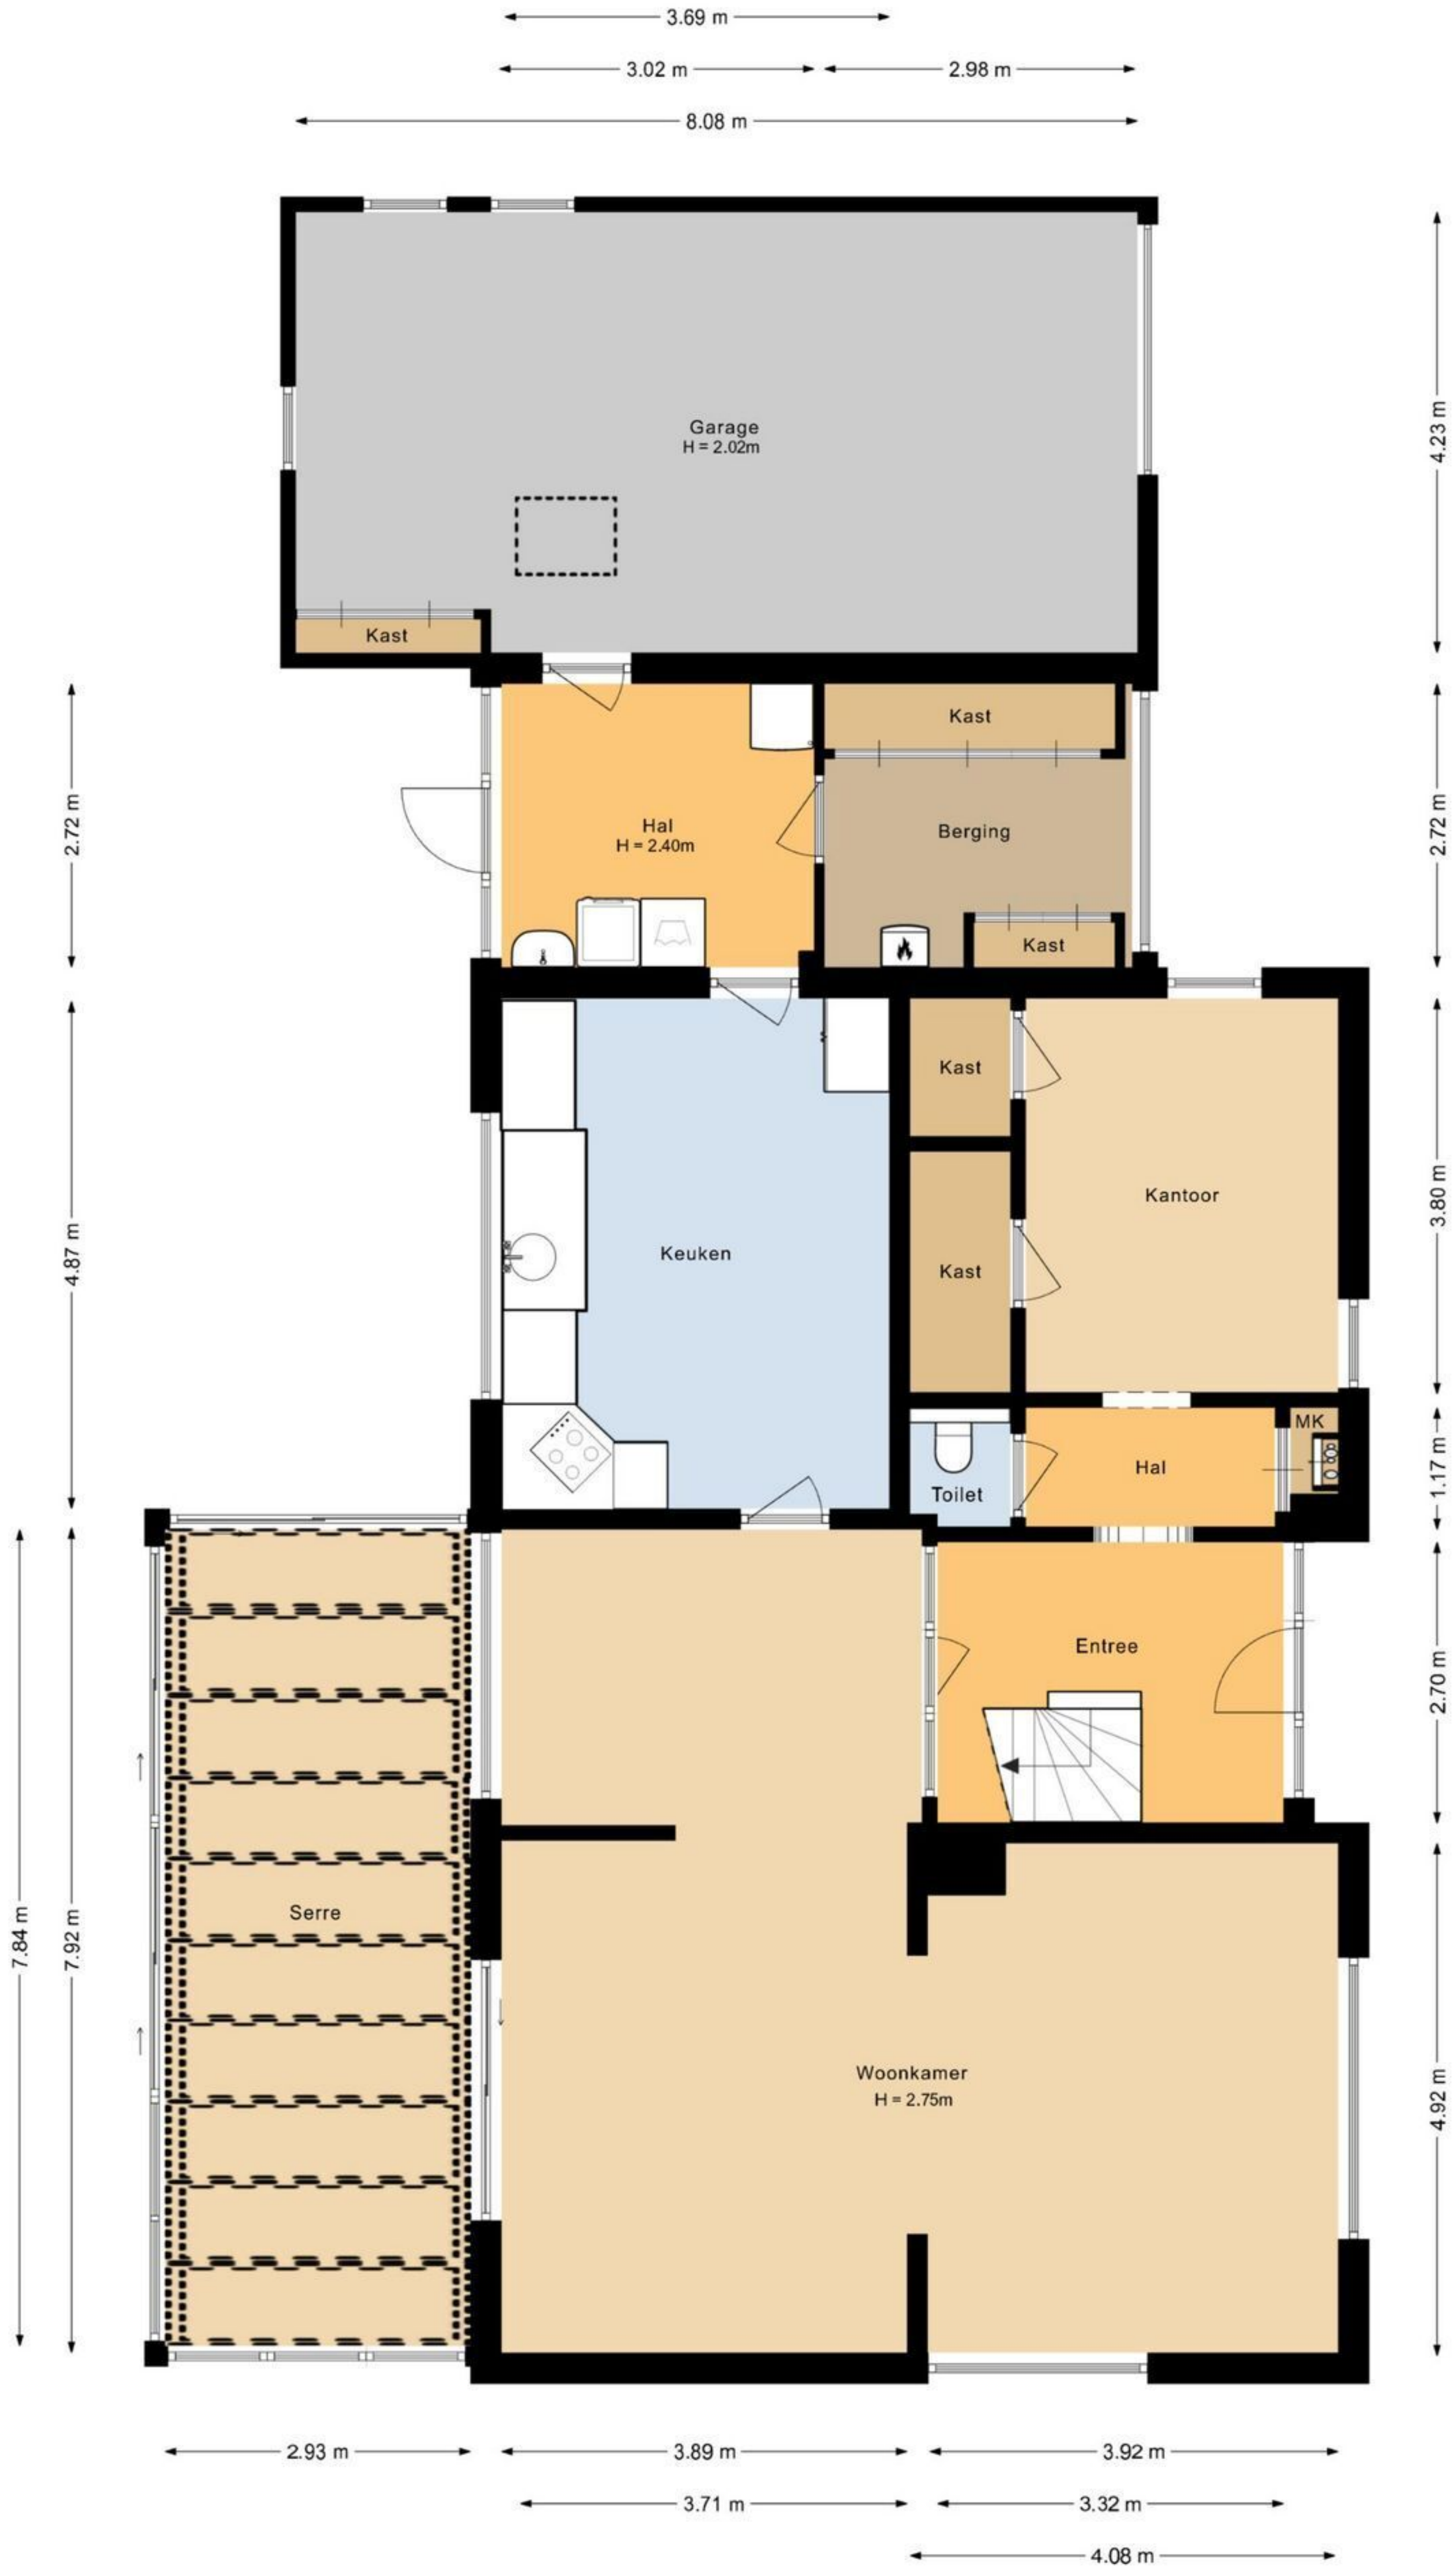 3.69 m
3.02 m
2.98 m
8.08 m
4.23 m
Garage
H = 2.02m
Kast
Kast
2.72 m
Hal
H = 2.40m
Berging
2.72 m
Kast
Kast
Kantoor
3.80 m
4.87 m
Keuken
Kast
MK
Hal
1.17 m
Toilet
Entree
2.70 m
Serre
7.84 m
7.92 m
Woonkamer
H = 2.75m
4.92 m
2.93 m
3.89 m
3.92 m
3.71 m
3.32 m
4.08 m